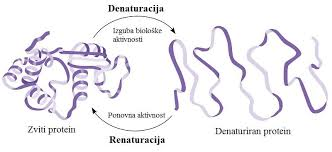 Denaturacija
Izguba biološke
aktivnosti
Zviti protein
Denaturiran protein
Ponovna aktivnost
Renaturacija